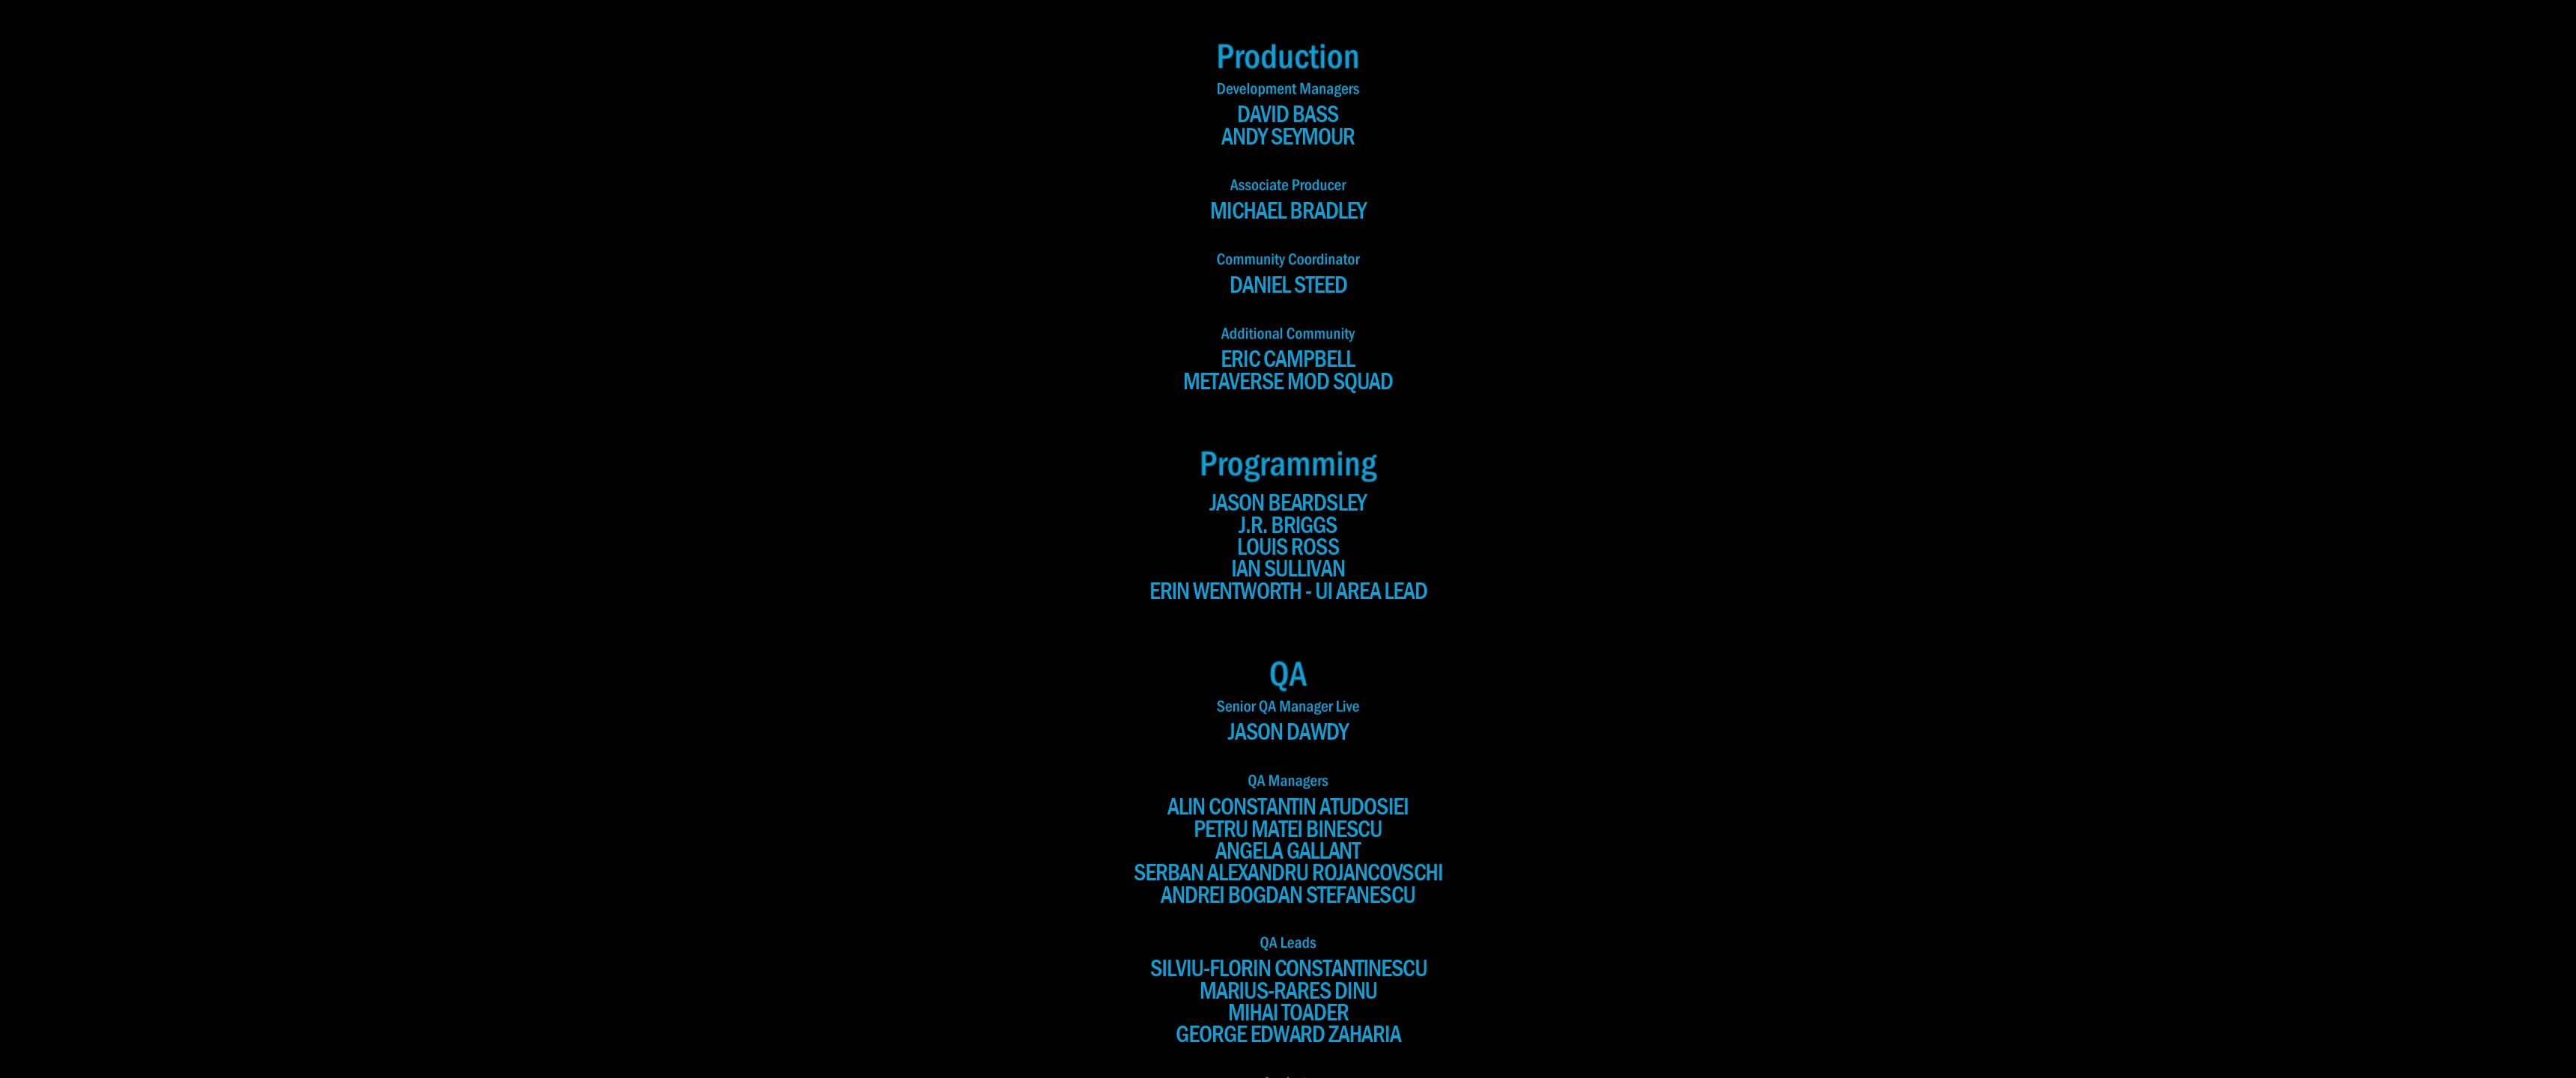 Production
Development Managers
DAVID BASS
ANDY SEYMOUR
Associate Producer
MICHAEL BRADLEY
Community Coordinator
DANIEL STEED
Additional Community
ERIC CAMPBELL
METAVERSE MOD SQUAD
Programming
JASON BEARDSLEY
J.R. BRIGGS
LOUIS ROSS
IAN SULLIVAN
ERIN WENTWORTH - UI AREA LEAD
QA
Senior QA Manager Live
JASON DAWDY
QA Managers
ALIN CONSTANTIN ATUDOSIEI
PETRU MATEI BINESCU
ANGELA GALLANT
SERBAN ALEXANDRU ROJANCOVSCHI
ANDREI BOGDAN STEFANESCU
QA Leads
SILVIU-FLORIN CONSTANTINESCU
MARIUS-RARES DINU
MIHAI TOADER
GEORGE EDWARD ZAHARIA